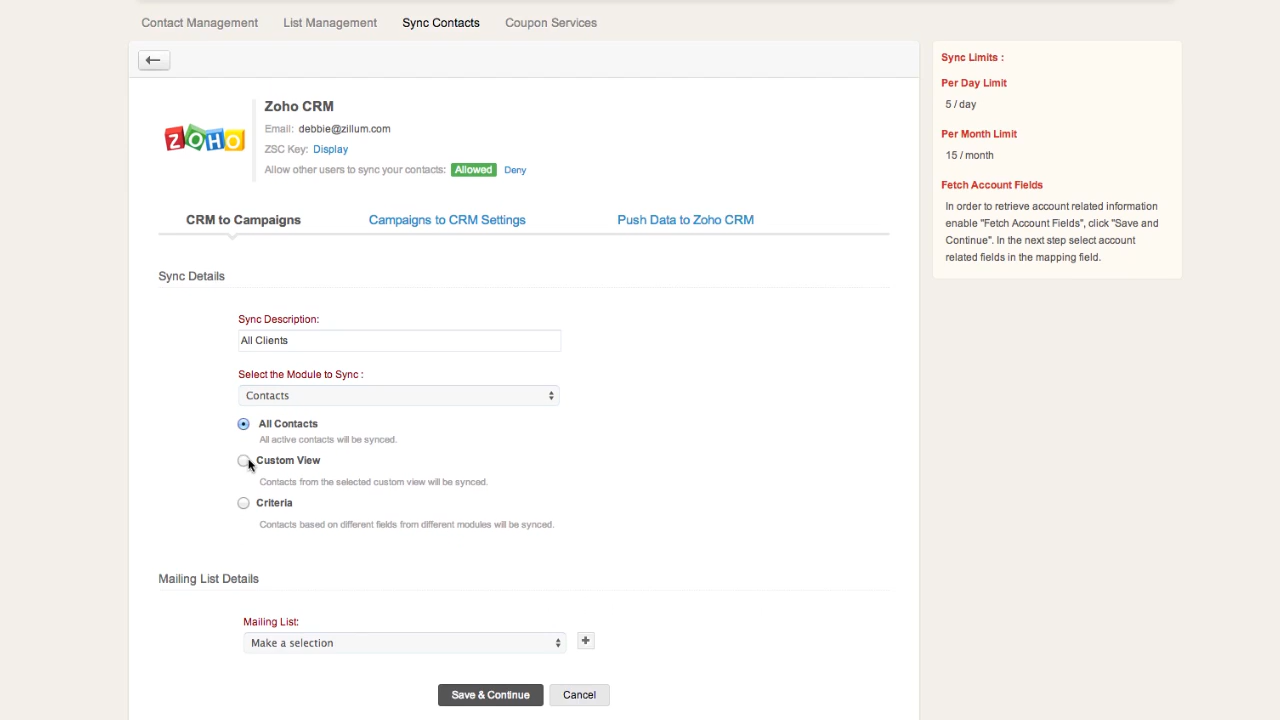 Contact Management List Management Sync Contacts Coupon Services
Zoho CRM
ZOHO
Email: debbie@zillum.com
ZSC Key: Display
Allow other users to sync your contacts: Allowed Deny
CRM to Campaigns Campaigns to CRM Settings Push Data to Zoho CRM
Sync Details
Sync Description:
All Clients
Select the Module to Sync :
Contacts
All Contacts
All active contacts will be synced.
Custom View
Contacts from the selected custom view will be synced.
Criteria
Contacts based on different fields from different modules will be synced.
Mailing List Details
Mailing List:
Make a selection
Save & Continue Cancel
Sync Limits :
Per Day Limit
5 / day
Per Month Limit
15 / month
Fetch Account Fields
In order to retrieve account related information
enable "Fetch Account Fields", click "Save and
Continue". In the next step select account
related fields in the mapping field.